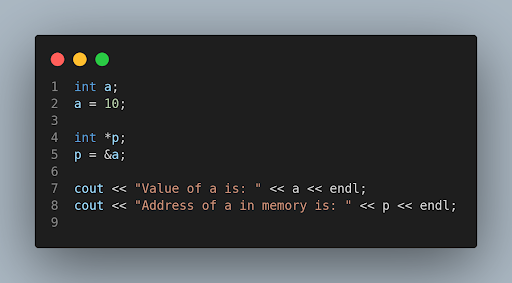 1 int a;
2 a = 10;
3
4 int *p;
5 p = &a;
6
7 cout << "Value of a is: " << a << endl;
8 cout << "Address of a in memory is: " << p << endl;
9